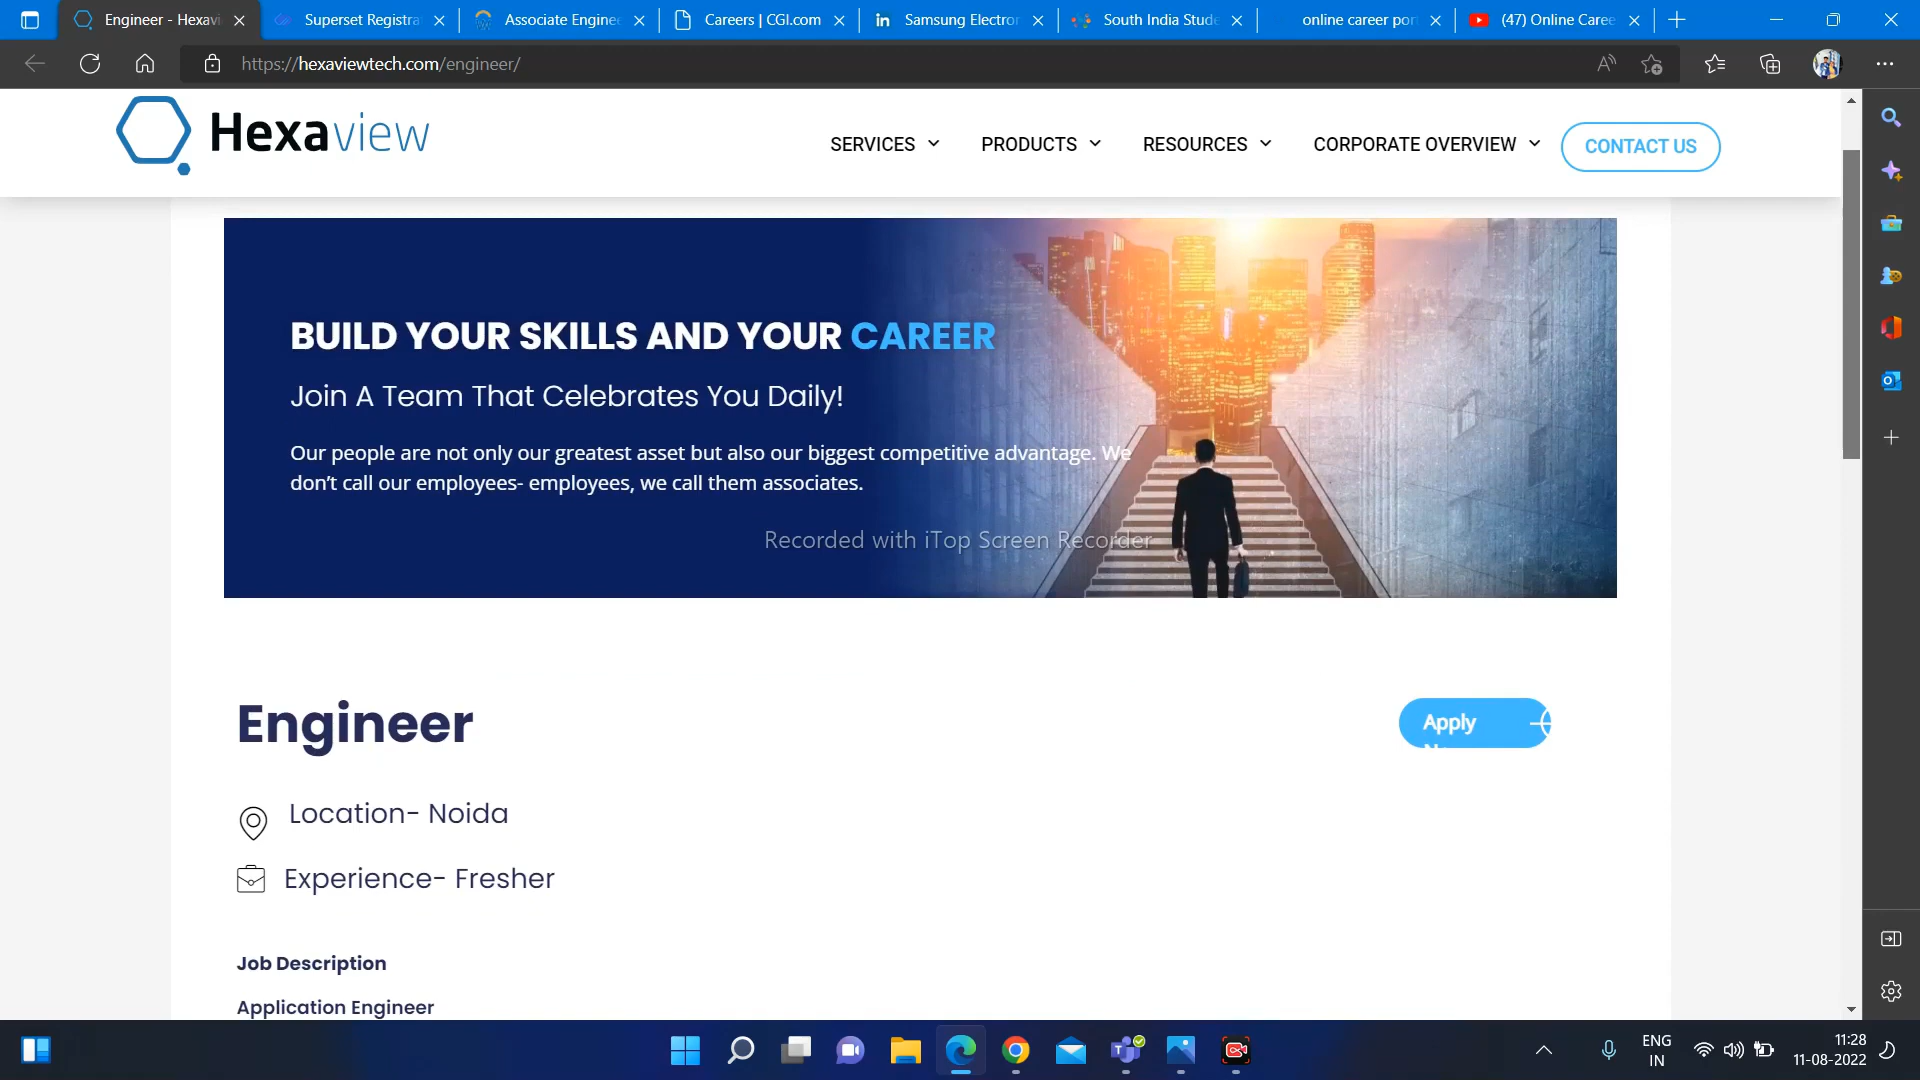 Engineer - Hexavi
Superset Registra
Associate Enginee
Careers | CGI.com
Samsung Electron
South India Stude
online career por
(47) Online Caree
https://hexaviewtech.com/engineer/
Hexaview
SERVICES
PRODUCTS
RESOURCES
CORPORATE OVERVIEW
CONTACT US
BUILD YOUR SKILLS AND YOUR CAREER
Join A Team That Celebrates You Daily!
Our people are not only our greatest asset but also our biggest competitive advantage. We
don’t call our employees- employees, we call them associates.
Recorded with iTop Screen Recorder
Engineer
Apply
Location- Noida
Experience- Fresher
Job Description
Application Engineer
ENG
IN
11:28
11-08-2022